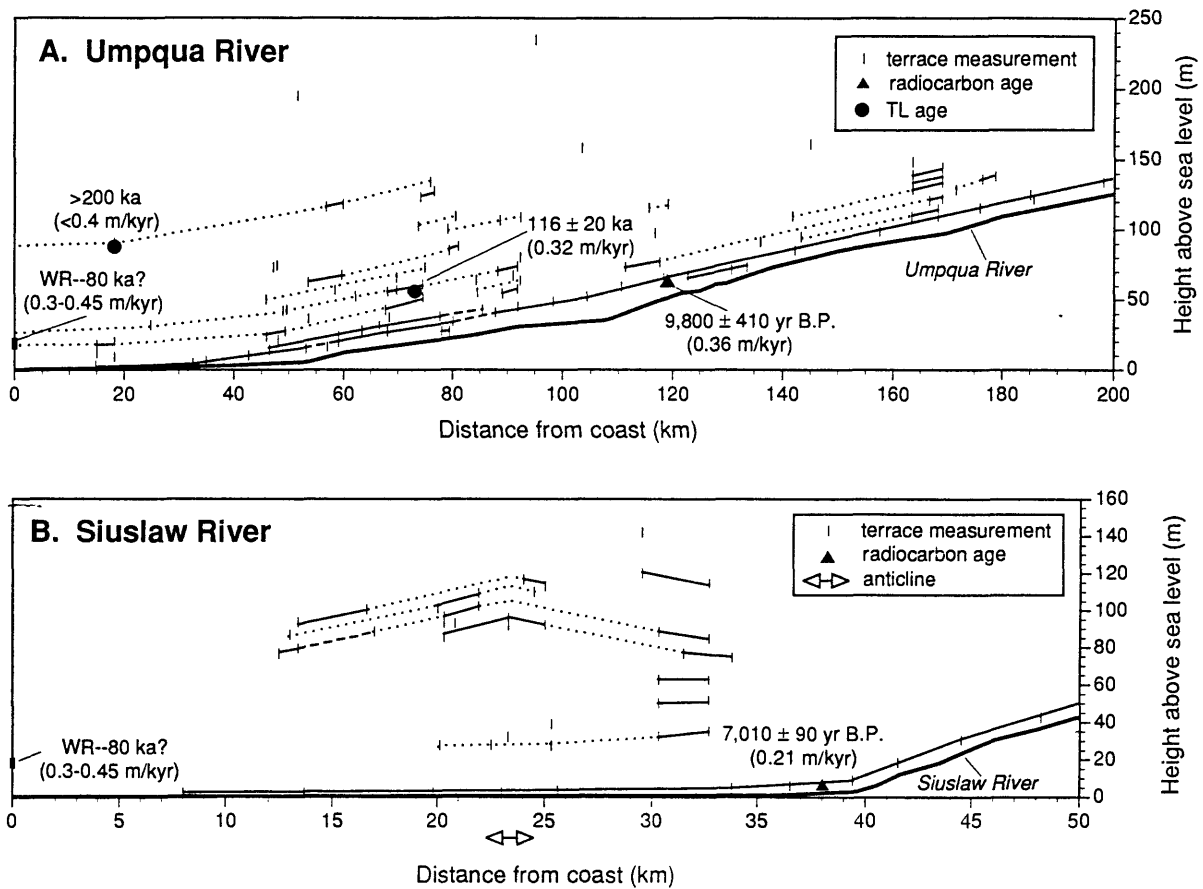 A. Umpqua River
terrace measurement
radiocarbon age
TL age
>200 ka
(<0.4 m/kyr)
116 ± 20 ka
(0.32 m/kyr)
WR--80 ka?
(0.3-0.45 m/kyr)
Umpqua River
9,800 ± 410 yr B.P.
(0.36 m/kyr)
250
200
150
100
50
0
Height above sea level (m)
0 20 40 60 80 100 120 140 160 180 200
Distance from coast (km)
B. Siuslaw River
terrace measurement
radiocarbon age
anticline
WR--80 ka?
(0.3-0.45 m/kyr)
7,010 ± 90 yr B.P.
(0.21 m/kyr)
Siuslaw River
160
140
120
100
80
60
40
20
0
Height above sea level (m)
0 5 10 15 20 25 30 35 40 45 50
Distance from coast (km)